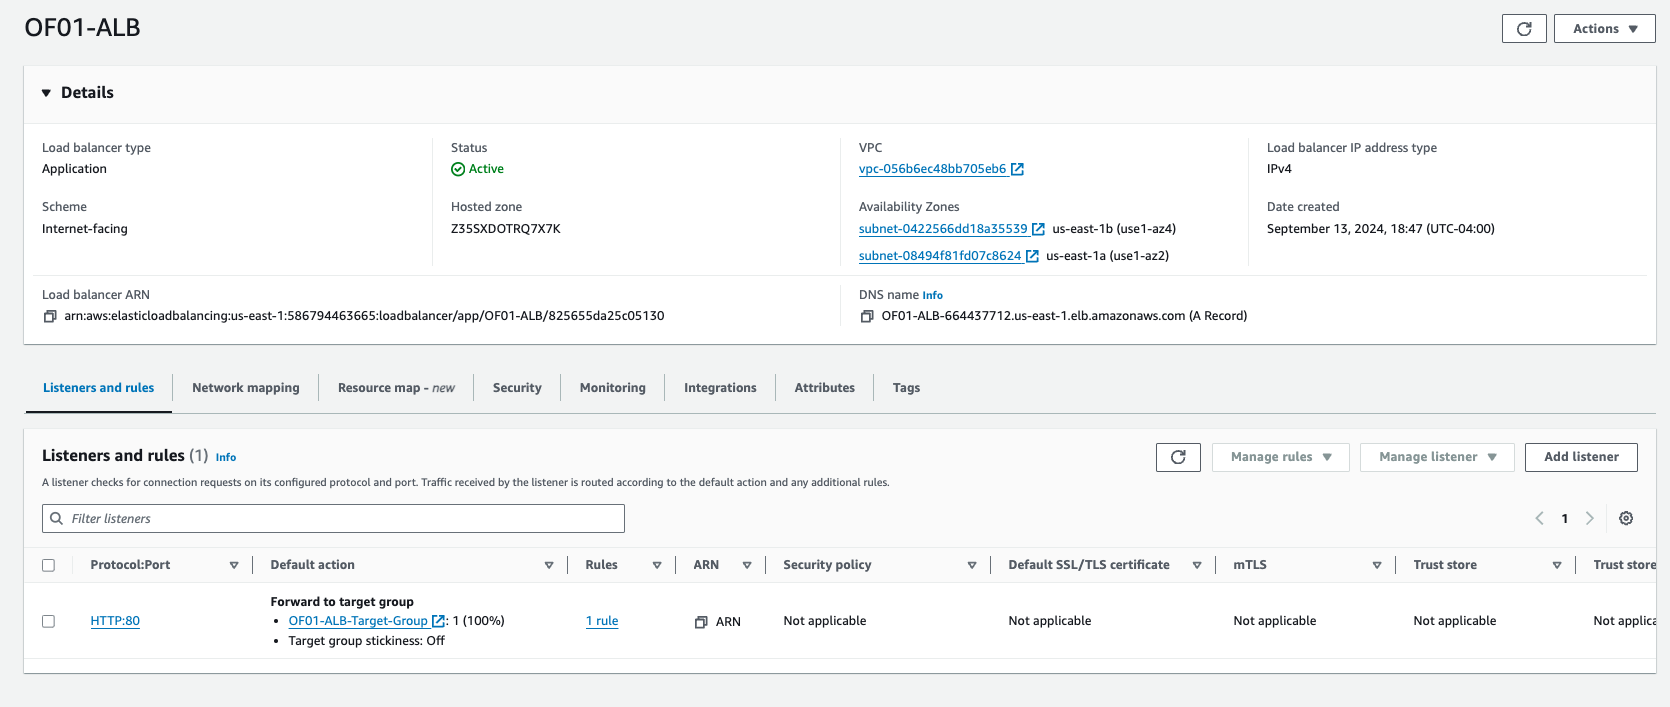 OF01-ALB
Actions
Details
Load balancer type
Application
Status
Active
VPC
vpc-056b6ec48bb705eb6
Load balancer IP address type
IPv4
Scheme
Internet-facing
Hosted zone
Z35SXDOTRQ7X7K
Availability Zones
subnet-0422566dd18a35539 us-east-1b (use1-az4)
subnet-08494f81fd07c8624 us-east-1a (use1-az2)
Date created
September 13, 2024, 18:47 (UTC-04:00)
Load balancer ARN
arn:aws:elasticloadbalancing:us-east-1:586794463665:loadbalancer/app/OF01-ALB/825655da25c05130
DNS name Info
OF01-ALB-664437712.us-east-1.elb.amazonaws.com (A Record)
Listeners and rules Network mapping Resource map - new Security Monitoring Integrations Attributes Tags
Listeners and rules (1) Info
Manage rules Manage listener Add listener
A listener checks for connection requests on its configured protocol and port. Traffic received by the listener is routed according to the default action and any additional rules.
Filter listeners
1
Protocol:Port Default action Rules ARN Security policy Default SSL/TLS certificate mTLS Trust store Trust store
HTTP:80
Forward to target group
• OF01-ALB-Target-Group : 1 (100%)
• Target group stickiness: Off
1 rule
ARN
Not applicable
Not applicable
Not applicable
Not applicable
Not applica